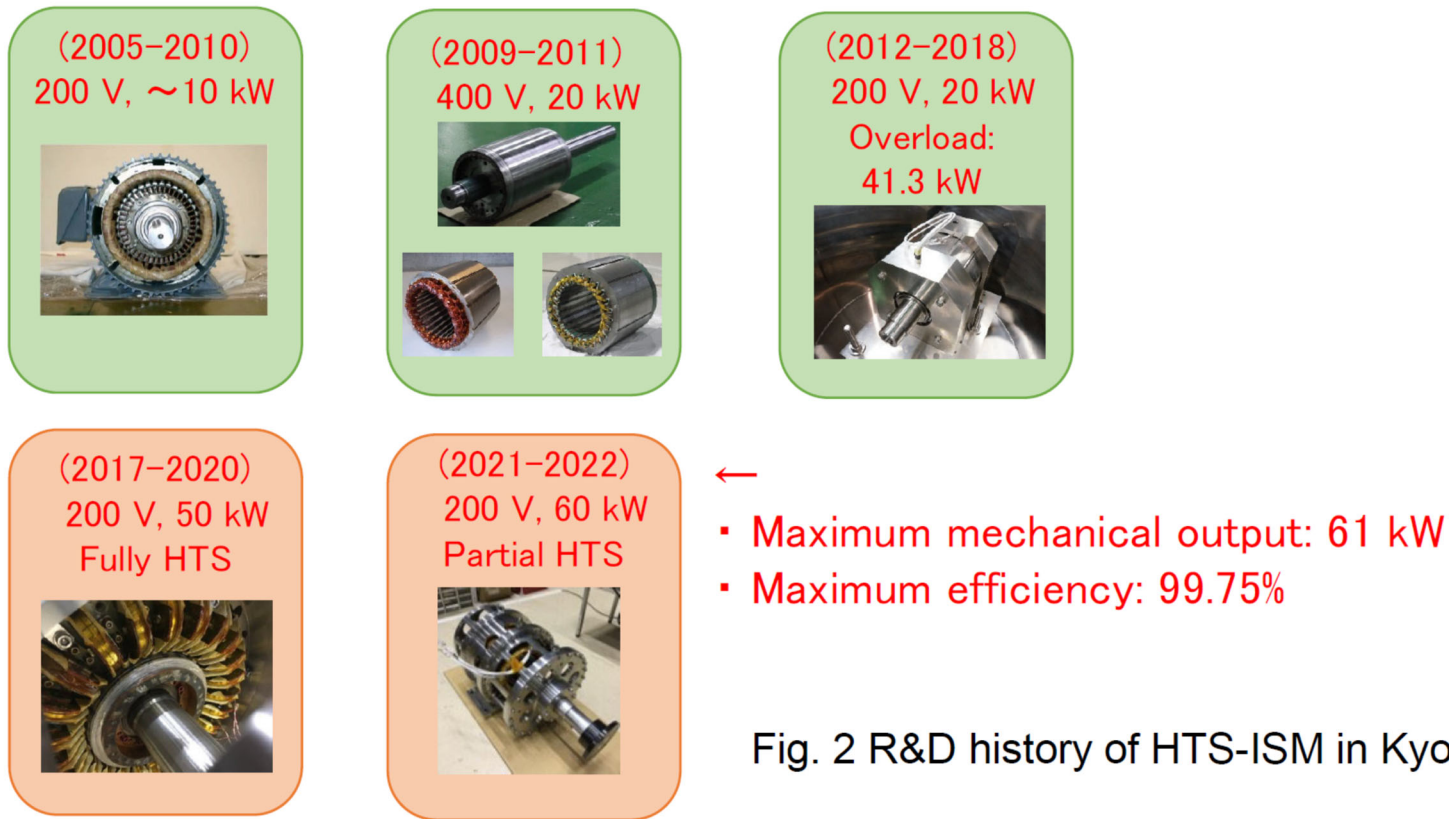 (2005-2010)
200 V, ~10 kW
(2009-2011)
400 V, 20 kW
(2012-2018)
200 V, 20 kW
Overload:
41.3 kW
(2017-2020)
200 V, 50 kW
Fully HTS
(2021-2022)
200 V, 60 kW
Partial HTS
←
・ Maximum mechanical output: 61 kW
・ Maximum efficiency: 99.75%
Fig. 2 R&D history of HTS-ISM in Kyo